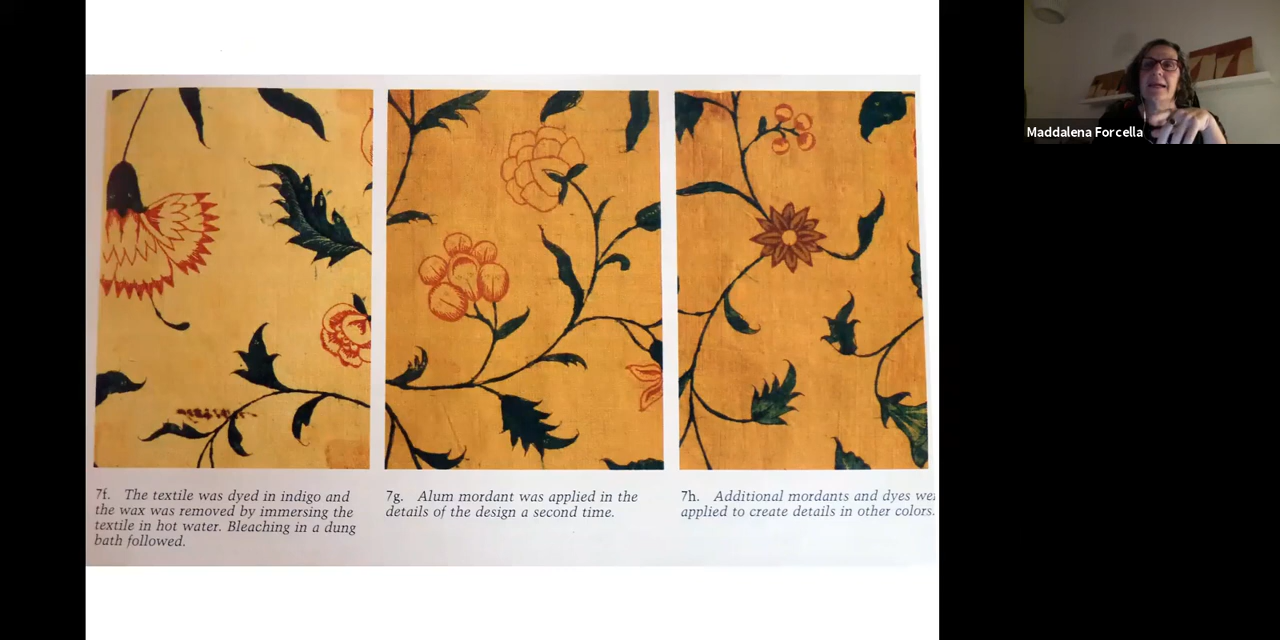 Maddalena Forcella
7f. The textile was dyed in indigo and
the wax was removed by immersing the
textile in hot water. Bleaching in a dung
bath followed.
7g. Alum mordant was applied in the
details of the design a second time.
7h. Additional mordants and dyes
applied to create details in other colors.